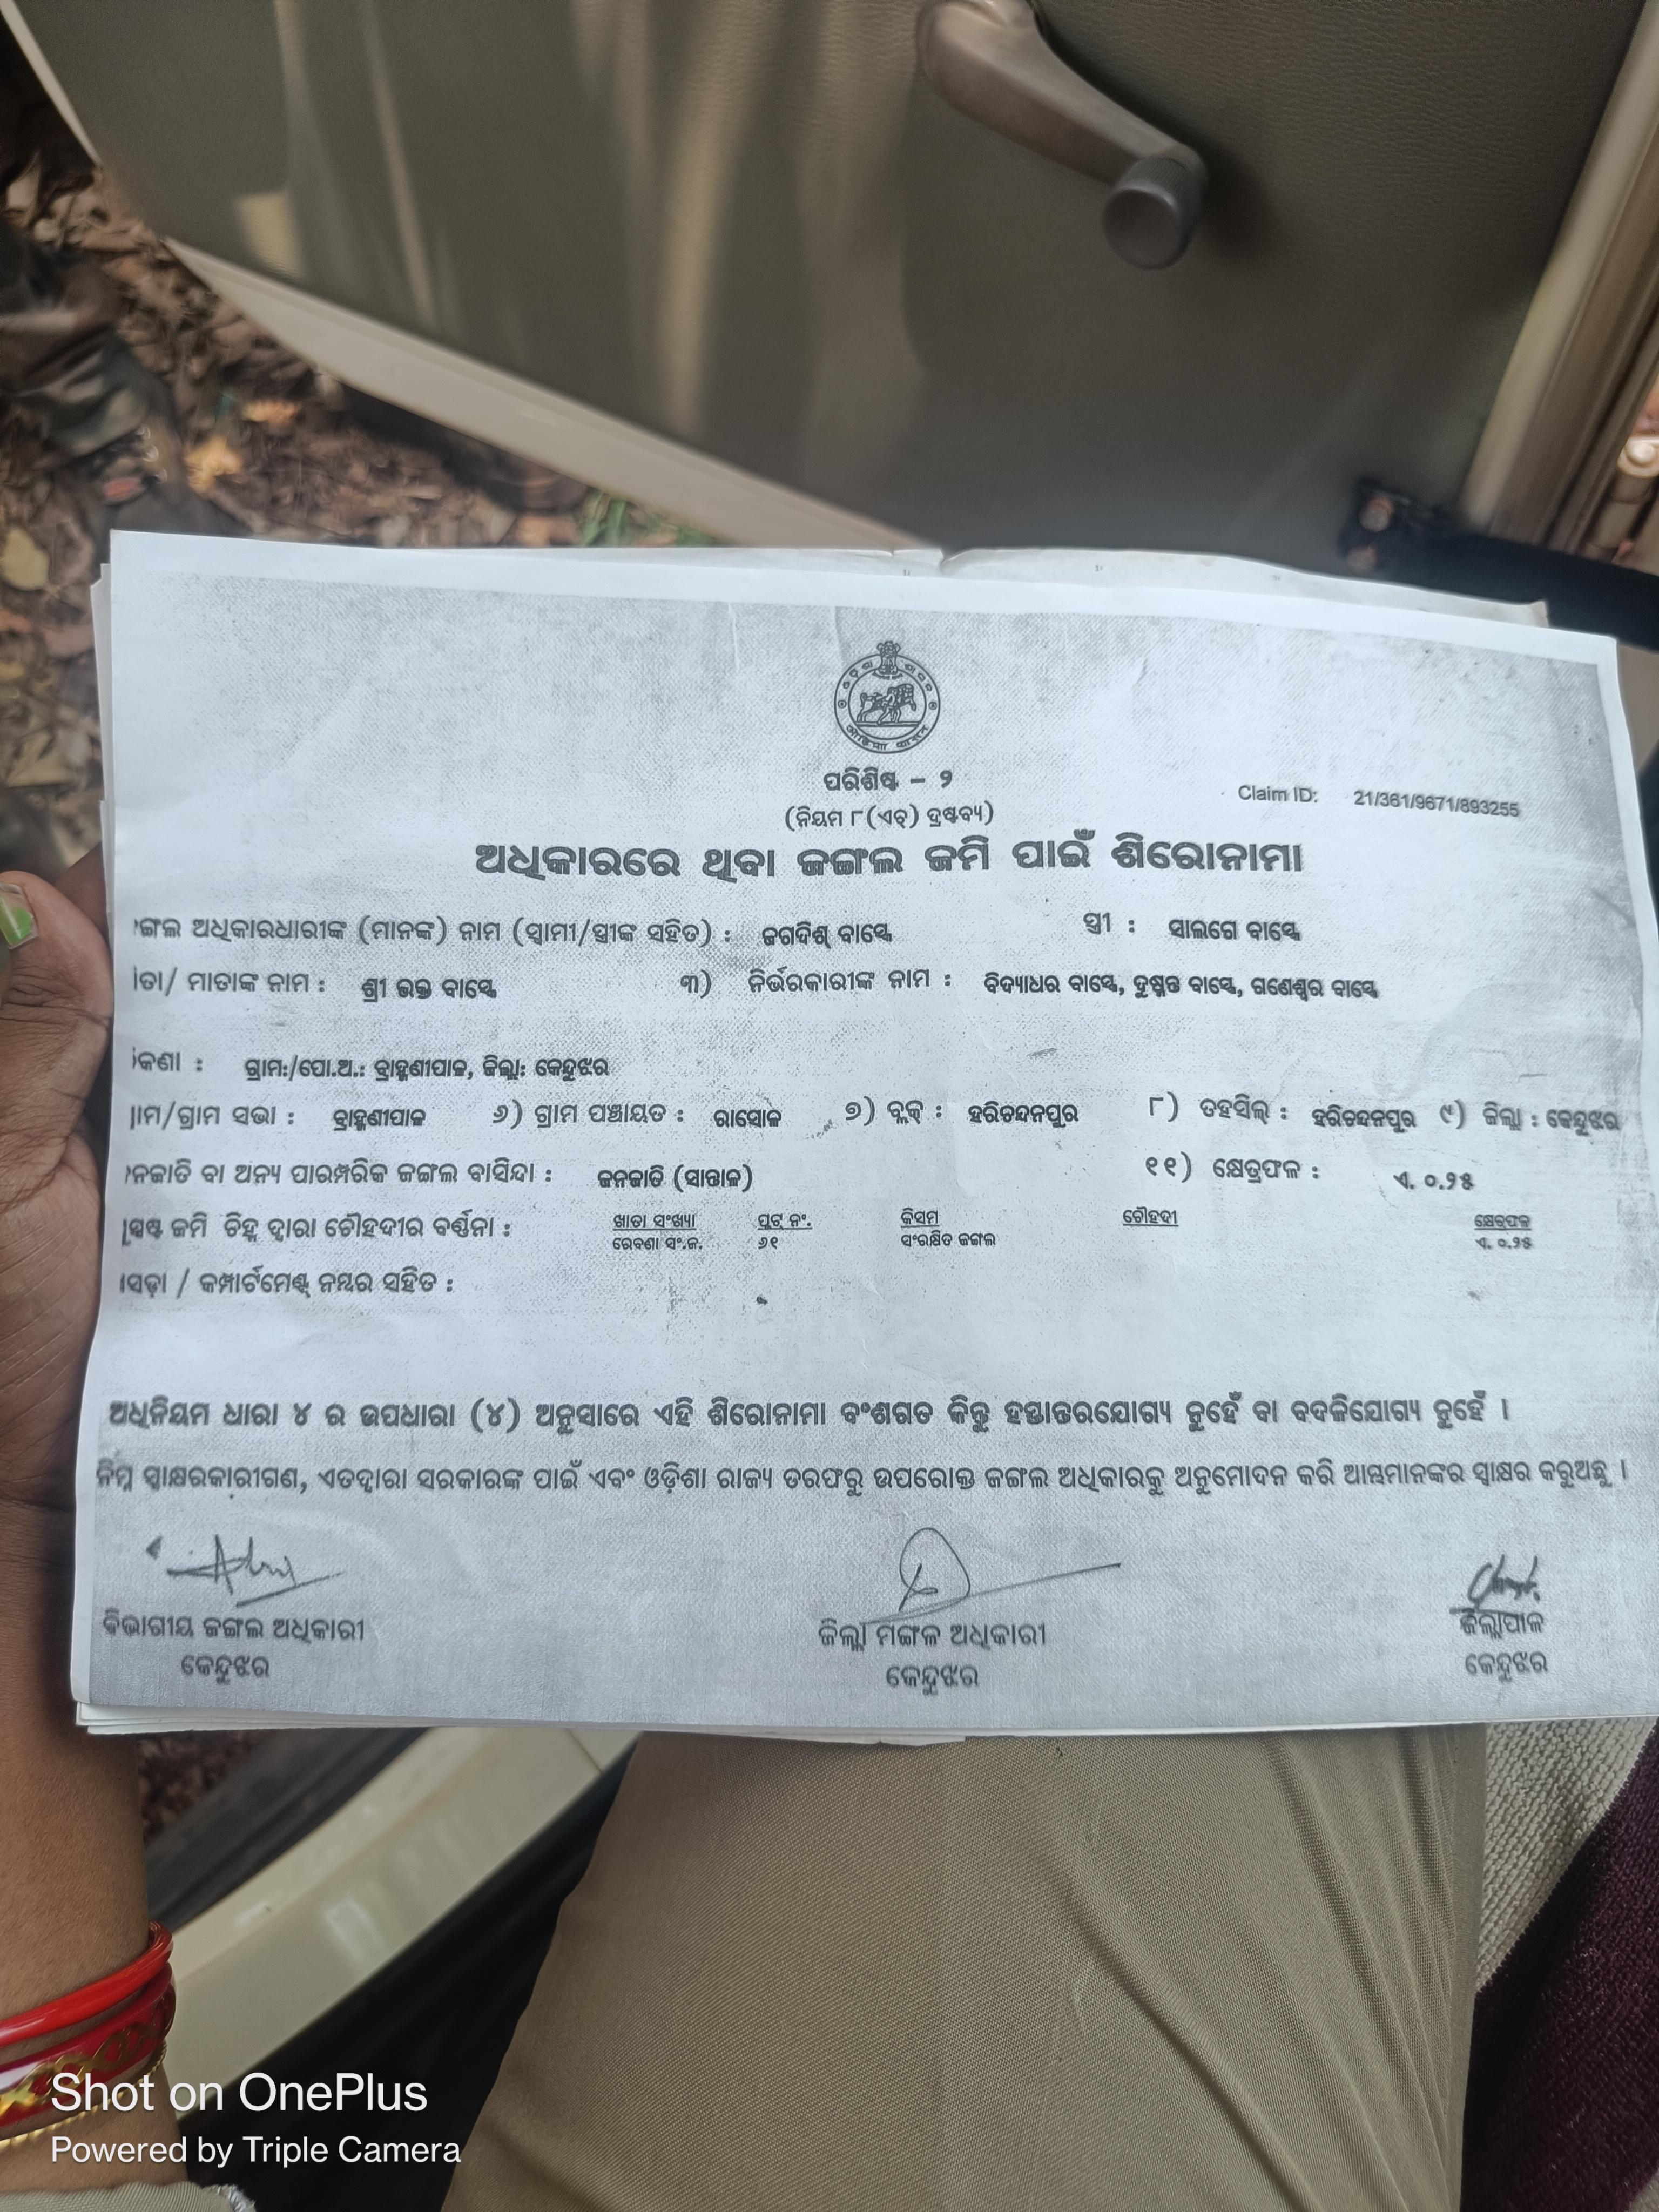 ପରିଶିଷ୍ଟ – ୨
(ନିୟମ ୮(ଏଚ୍) ଦ୍ରଷ୍ଟବ୍ୟ)
Claim ID: 21/361/9671/893255
ଅଧିକାରରେ ଥିବା ଜଙ୍ଗଲ ଜମି ପାଇଁ ଶିରୋନାମା
ଙ୍ଗଲ ଅଧିକାରଧାରୀଙ୍କ (ମାନଙ୍କ) ନାମ (ସ୍ୱାମୀ/ସ୍ତ୍ରୀଙ୍କ ସହିତ) : ଜଗଦିଶ୍ ବାସ୍କେ ସ୍ତ୍ରୀ : ସାଲଗେ ବାସ୍କେ
ିତା/ ମାତାଙ୍କ ନାମ : ଶ୍ରୀ ଭକ୍ତ ବାସ୍କେ ୩) ନିର୍ଭରକାରୀଙ୍କ ନାମ : ବିଦ୍ୟାଧର ବାସ୍କେ, ଦୁଷ୍ମନ୍ତ ବାସ୍କେ, ଗଣେଶ୍ୱର ବାସ୍କେ
ିକଣା : ଗ୍ରାମ:/ପୋ.ଅ.: ବ୍ରାହ୍ମଣୀପାଳ, ଜିଲ୍ଲା: କେନ୍ଦୁଝର
୍ରାମ/ଗ୍ରାମ ସଭା : ବ୍ରାହ୍ମଣୀପାଳ ୬) ଗ୍ରାମ ପଞ୍ଚାୟତ : ରାସୋଳ ୭) ବ୍ଲକ୍ : ହରିଚନ୍ଦନପୁର ୮) ତହସିଲ୍ : ହରିଚନ୍ଦନପୁର ୯) ଜିଲ୍ଲା : କେନ୍ଦୁଝର
ନଜାତି ବା ଅନ୍ୟ ପାରମ୍ପରିକ ଜଙ୍ଗଲ ବାସିନ୍ଦା : ଜନଜାତି (ସାନ୍ତାଳ) ୧୧) କ୍ଷେତ୍ରଫଳ : ଏ. ୦.୨୫
ସ୍ପଷ୍ଟ ଜମି ଚିହ୍ନ ଦ୍ୱାରା ଚୌହଦୀର ବର୍ଣ୍ଣନା : ଖାତା ସଂଖ୍ୟା ପ୍ଲଟ୍ ନଂ. କିସମ ଚୌହଦୀ କ୍ଷେତ୍ରଫଳ
ରେବଣା ସଂ.ଜ. ୬୧ ସଂରକ୍ଷିତ ଜଙ୍ଗଲ ଏ. ୦.୨୫
ାସଡ଼ା / କମ୍ପାର୍ଟମେଣ୍ଟ ନମ୍ବର ସହିତ :
ଅଧିନିୟମ ଧାରା ୪ ର ଉପଧାରା (୪) ଅନୁସାରେ ଏହି ଶିରୋନାମା ବଂଶଗତ କିନ୍ତୁ ହସ୍ତାନ୍ତରଯୋଗ୍ୟ ନୁହେଁ ବା ବଦଳିଯୋଗ୍ୟ ନୁହେଁ ।
ନିମ୍ନ ସ୍ୱାକ୍ଷରକାରୀଗଣ, ଏତଦ୍ୱାରା ସରକାରଙ୍କ ପାଇଁ ଏବଂ ଓଡ଼ିଶା ରାଜ୍ୟ ତରଫରୁ ଉପରୋକ୍ତ ଜଙ୍ଗଲ ଅଧିକାରକୁ ଅନୁମୋଦନ କରି ଆମ୍ଭମାନଙ୍କର ସ୍ୱାକ୍ଷର କରୁଅଛୁ ।
ବିଭାଗୀୟ ଜଙ୍ଗଲ ଅଧିକାରୀ ଜିଲ୍ଲା ମଙ୍ଗଳ ଅଧିକାରୀ ଜିଲ୍ଲାପାଳ
କେନ୍ଦୁଝର କେନ୍ଦୁଝର କେନ୍ଦୁଝର
Shot on OnePlus
Powered by Triple Camera